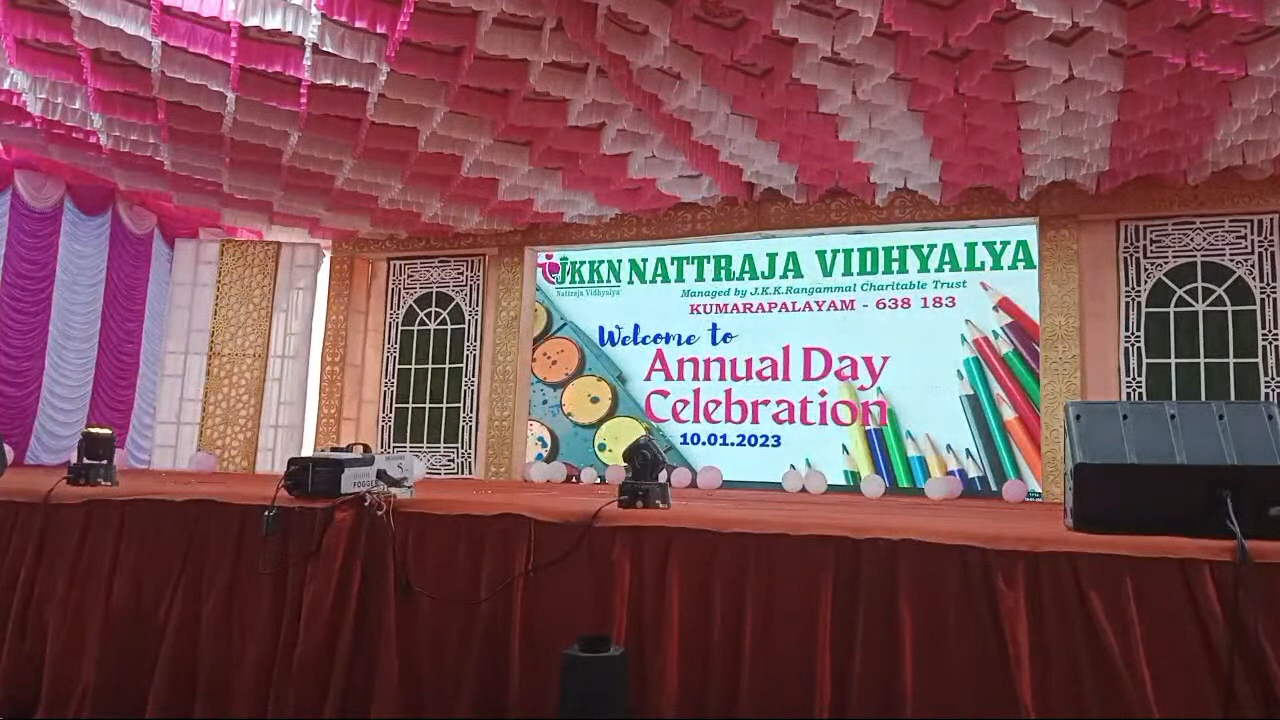 JKKN NATTRAJA VIDHYALYA
Nattraja Vidhyalya
Managed by J.K.K.Rangammal Charitable Trust
KUMARAPALAYAM - 638 183
Welcome to
Annual Day
Celebration
10.01.2023
FOGGER